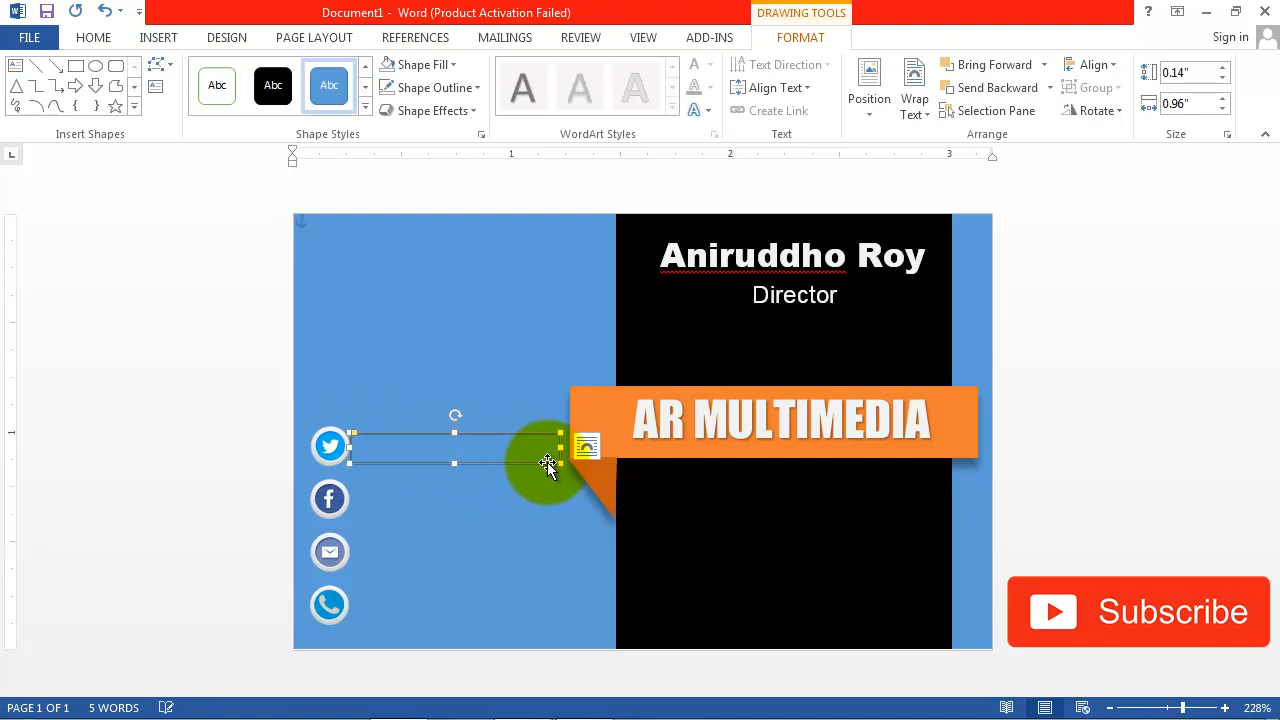 Document1 - Word (Product Activation Failed)
DRAWING TOOLS
FILE HOME INSERT DESIGN PAGE LAYOUT REFERENCES MAILINGS REVIEW VIEW ADD-INS FORMAT
Sign in
Abc Abc Abc
Shape Fill
Shape Outline
Shape Effects
A A A
Text Direction
Align Text
Create Link
Position
Wrap Text
Bring Forward
Send Backward
Selection Pane
Align
Group
Rotate
0.14"
0.96"
Insert Shapes Shape Styles WordArt Styles Text Arrange Size
1 2 3
1
Aniruddho Roy
Director
AR MULTIMEDIA
Subscribe
PAGE 1 OF 1 5 WORDS 228%